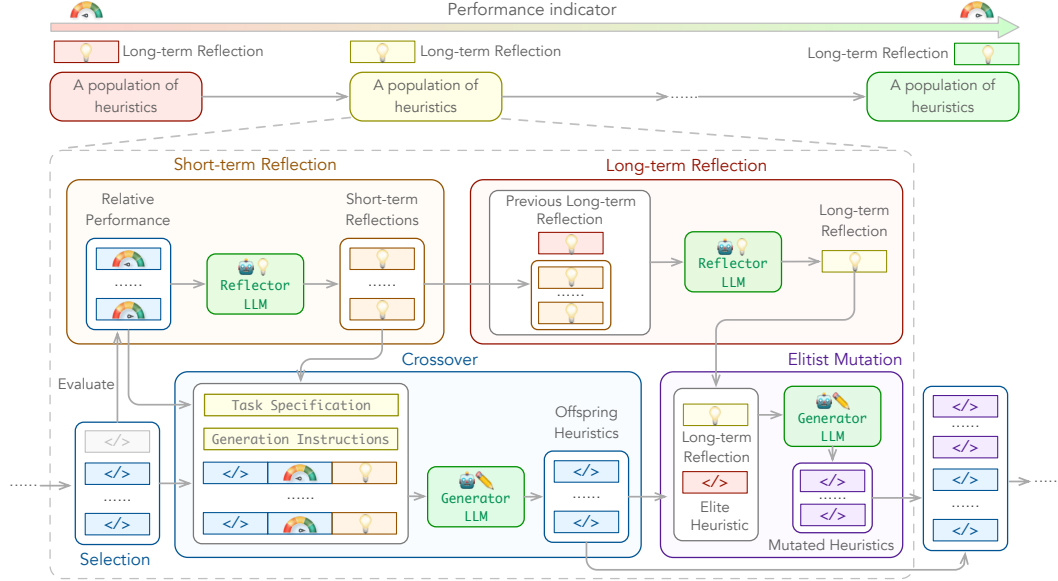 Performance indicator
Long-term Reflection
Long-term Reflection
Long-term Reflection
A population of
heuristics
A population of
heuristics
......
A population of
heuristics
Short-term Reflection
Long-term Reflection
Relative
Performance
......
Reflector
LLM
Short-term
Reflections
......
Previous Long-term
Reflection
......
Reflector
LLM
Long-term
Reflection
Evaluate
Crossover
Elitist Mutation
......
</>
</>
......
</>
Selection
Task Specification
Generation Instructions
</>
......
</>
Generator
LLM
Offspring
Heuristics
</>
......
</>
Long-term
Reflection
</>
Elite
Heuristic
Generator
LLM
</>
......
</>
Mutated Heuristics
</>
......
</>
</>
......
</>
......